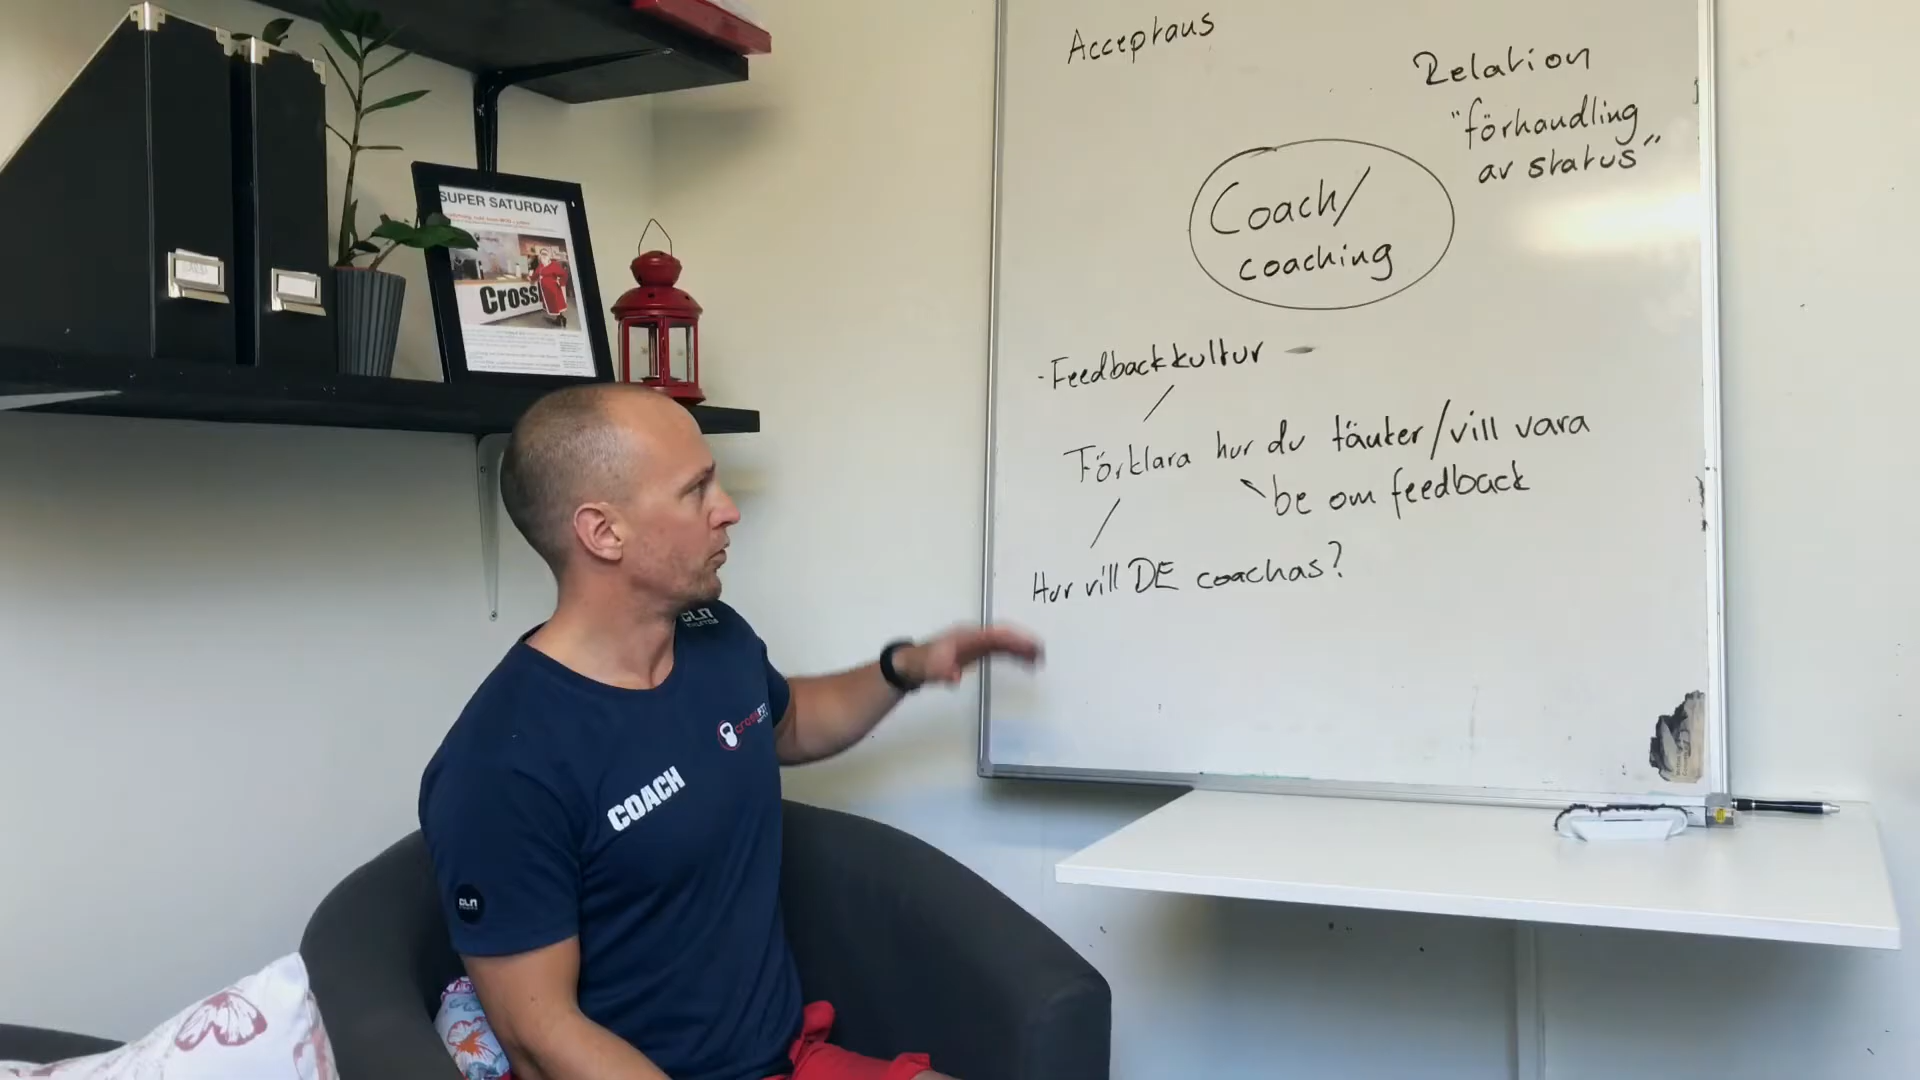 Acceptans
Relation
"förhandling
av status"
Coach/
coaching
- Feedbackkultur -
Förklara hur du tänker/vill vara
be om feedback
Hur vill DE coachas?
SUPER SATURDAY
Cross
COACH
CROSSFIT